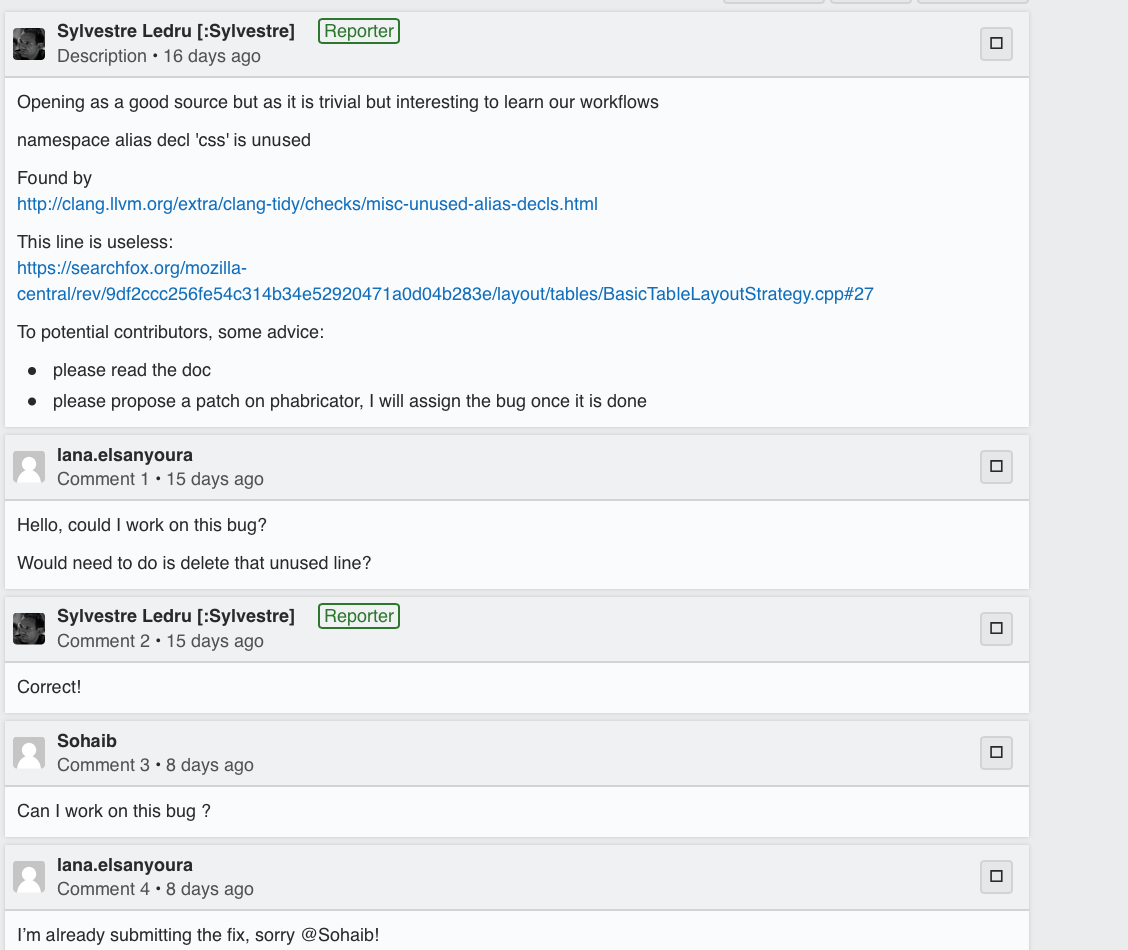 Sylvestre Ledru [:Sylvestre] Reporter
Description • 16 days ago
Opening as a good source but as it is trivial but interesting to learn our workflows
namespace alias decl 'css' is unused
Found by
http://clang.llvm.org/extra/clang-tidy/checks/misc-unused-alias-decls.html
This line is useless:
https://searchfox.org/mozilla-
central/rev/9df2ccc256fe54c314b34e52920471a0d04b283e/layout/tables/BasicTableLayoutStrategy.cpp#27
To potential contributors, some advice:
● please read the doc
● please propose a patch on phabricator, I will assign the bug once it is done
lana.elsanyoura
Comment 1 • 15 days ago
Hello, could I work on this bug?
Would need to do is delete that unused line?
Sylvestre Ledru [:Sylvestre] Reporter
Comment 2 • 15 days ago
Correct!
Sohaib
Comment 3 • 8 days ago
Can I work on this bug ?
lana.elsanyoura
Comment 4 • 8 days ago
I’m already submitting the fix, sorry @Sohaib!